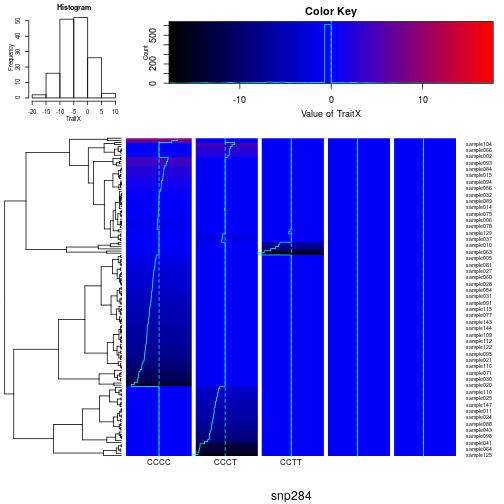 Histogram
Frequency
0 10 20 30 40 50
-20 -15 -10 -5 0 5 10
TraitX
Color Key
Count
0 200 500
-10 0 10
Value of TraitX
sample104
sample066
sample002
sample093
sample084
sample015
sample094
sample056
sample032
sample089
sample014
sample075
sample006
sample078
sample129
sample037
sample010
sample063
sample005
sample081
sample027
sample060
sample028
sample054
sample031
sample091
sample115
sample077
sample143
sample144
sample109
sample112
sample122
sample095
sample021
sample116
sample071
sample030
sample020
sample110
sample025
sample147
sample011
sample024
sample088
sample043
sample098
sample041
sample064
sample125
CCCC CCCT CCTT
snp284